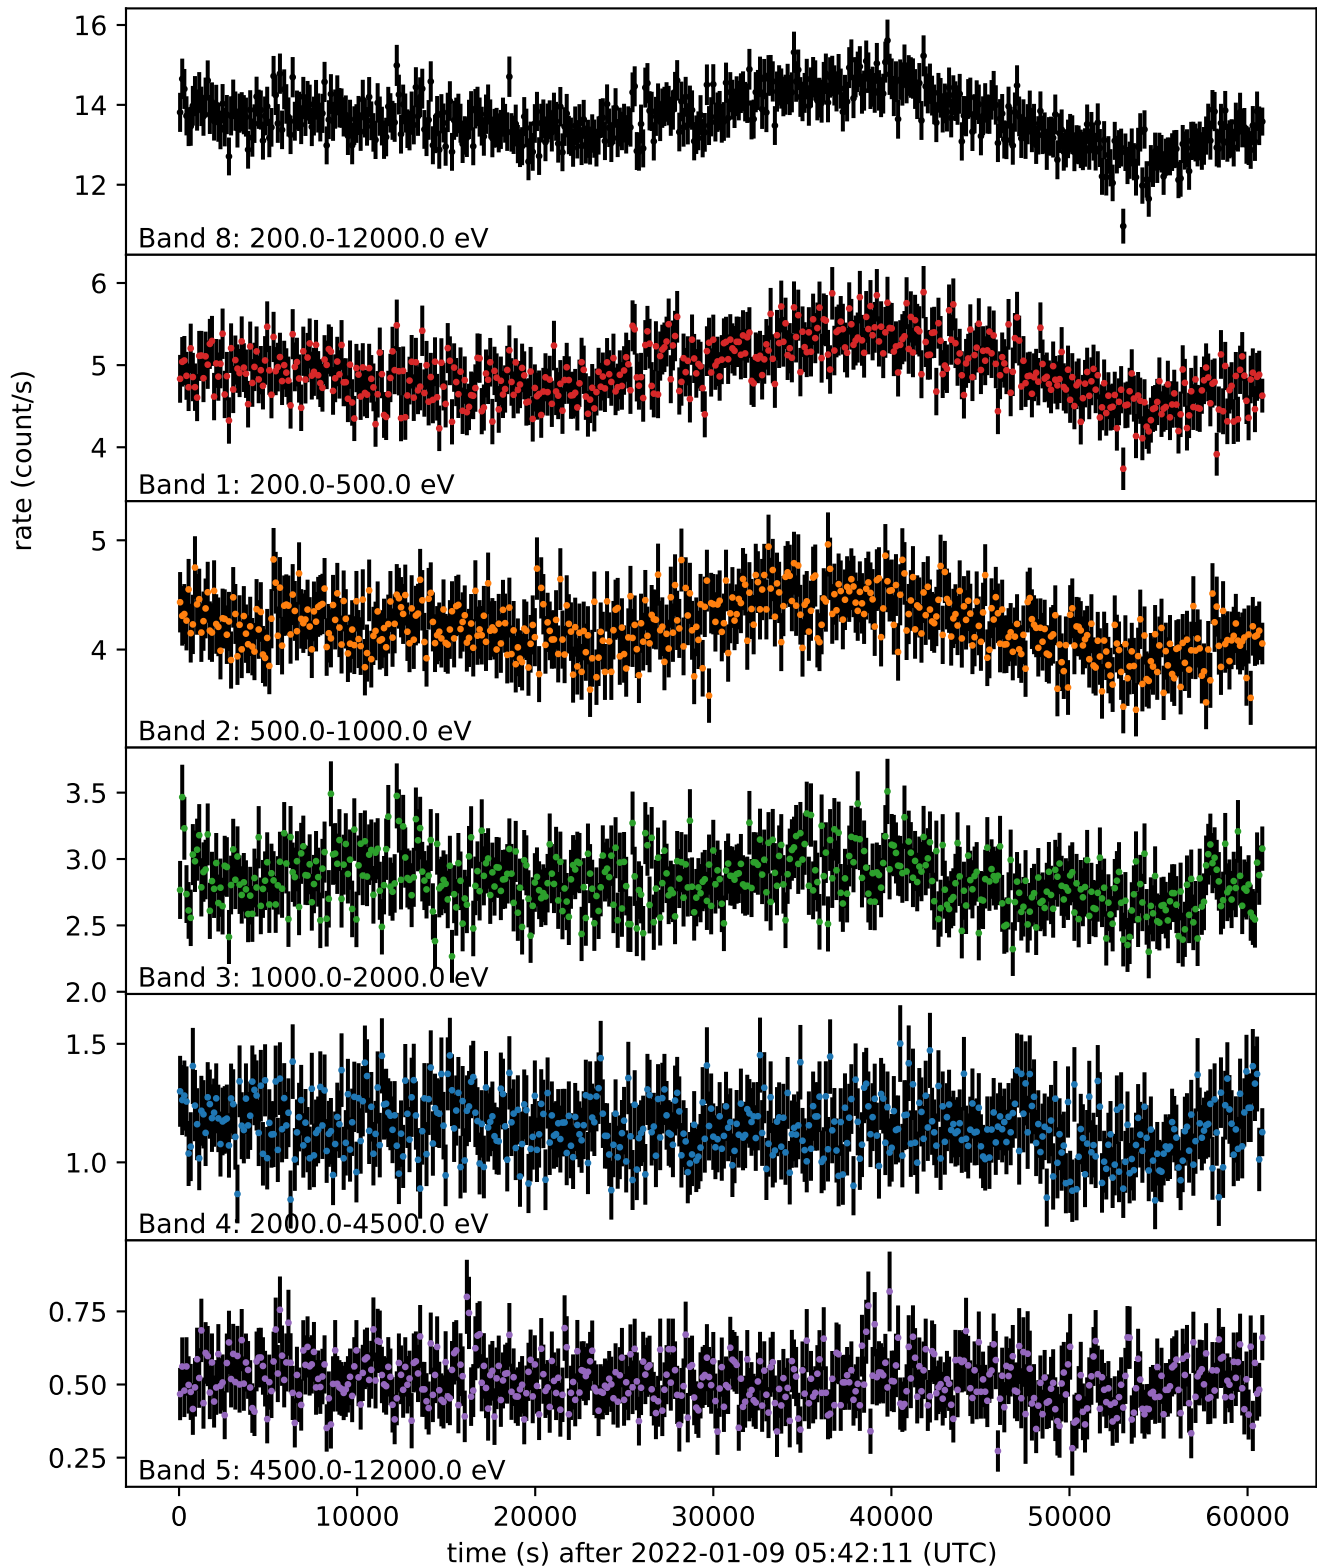 16
14
12
Band 8: 200.0-12000.0 eV
6
5
4
Band 1: 200.0-500.0 eV
rate (count/s)
5
4
Band 2: 500.0-1000.0 eV
3.5
3.0
2.5
2.0
Band 3: 1000.0-2000.0 eV
1.5
1.0
Band 4: 2000.0-4500.0 eV
0.75
0.50
0.25
Band 5: 4500.0-12000.0 eV
0 10000 20000 30000 40000 50000 60000
time (s) after 2022-01-09 05:42:11 (UTC)